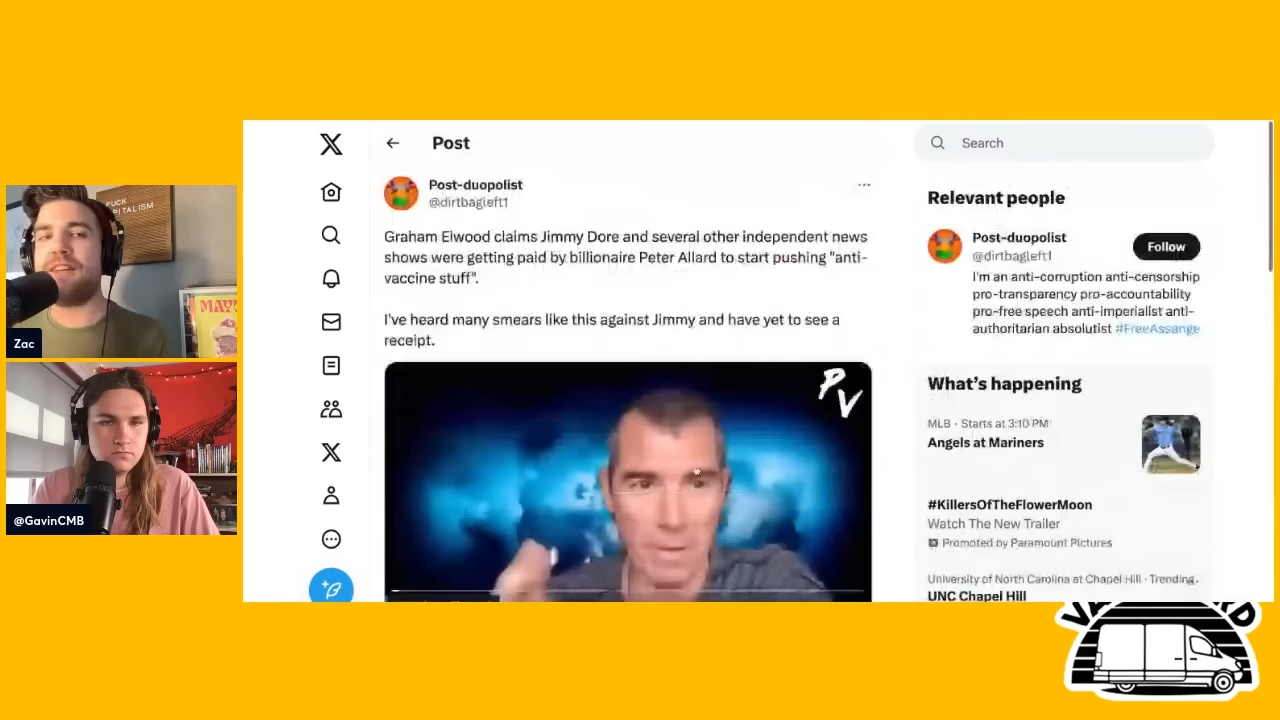 FUCK
MAY
Zac
@GavinCMB
Post
Post-duopolist
@dirtbagleft1
Graham Elwood claims Jimmy Dore and several other independent news
shows were getting paid by billionaire Peter Allard to start pushing "anti-
vaccine stuff".
I've heard many smears like this against Jimmy and have yet to see a
receipt.
PV
Search
Relevant people
Post-duopolist
Follow
@dirtbagleft1
I'm an anti-corruption anti-censorship
pro-transparency pro-accountability
pro-free speech anti-imperialist anti-
authoritarian absolutist #FreeAssange
What's happening
MLB · Starts at 3:10 PM
Angels at Mariners
#KillersOfTheFlowerMoon
Watch The New Trailer
Promoted by Paramount Pictures
University of North Carolina at Chapel Hill · Trending
UNC Chapel Hill